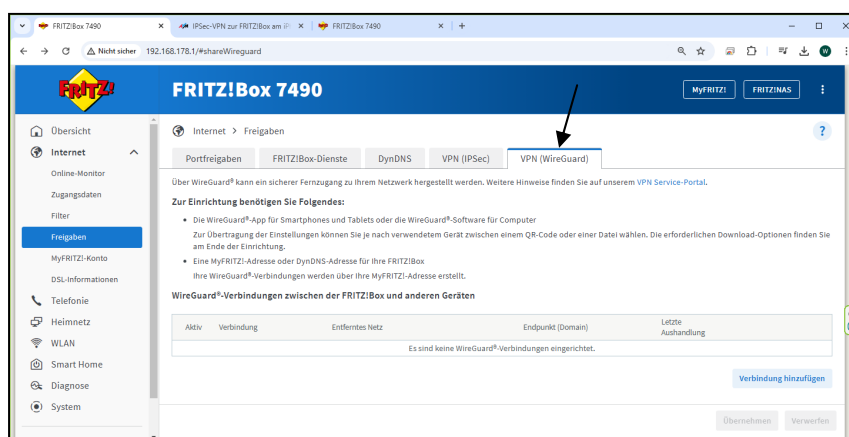 FRITZ!Box 7490
IPSec-VPN zur FRITZ!Box am iP
FRITZ!Box 7490
Nicht sicher
192.168.178.1/#shareWireguard
W
FRITZ!
FRITZ!Box 7490
MyFRITZ!
FRITZ!NAS
Übersicht
Internet
Online-Monitor
Zugangsdaten
Filter
Freigaben
MyFRITZ!-Konto
DSL-Informationen
Telefonie
Heimnetz
WLAN
Smart Home
Diagnose
System
Internet > Freigaben
?
Portfreigaben
FRITZ!Box-Dienste
DynDNS
VPN (IPSec)
VPN (WireGuard)
Über WireGuard® kann ein sicherer Fernzugang zu Ihrem Netzwerk hergestellt werden. Weitere Hinweise finden Sie auf unserem VPN Service-Portal.
Zur Einrichtung benötigen Sie Folgendes:
• Die WireGuard®-App für Smartphones und Tablets oder die WireGuard®-Software für Computer
Zur Übertragung der Einstellungen können Sie je nach verwendetem Gerät zwischen einem QR-Code oder einer Datei wählen. Die erforderlichen Download-Optionen finden Sie
am Ende der Einrichtung.
• Eine MyFRITZ!-Adresse oder DynDNS-Adresse für Ihre FRITZ!Box
Ihre WireGuard®-Verbindungen werden über Ihre MyFRITZ!-Adresse erstellt.
WireGuard®-Verbindungen zwischen der FRITZ!Box und anderen Geräten
Aktiv
Verbindung
Entferntes Netz
Endpunkt (Domain)
Letzte
Aushandlung
Es sind keine WireGuard®-Verbindungen eingerichtet.
Verbindung hinzufügen
Übernehmen
Verwerfen